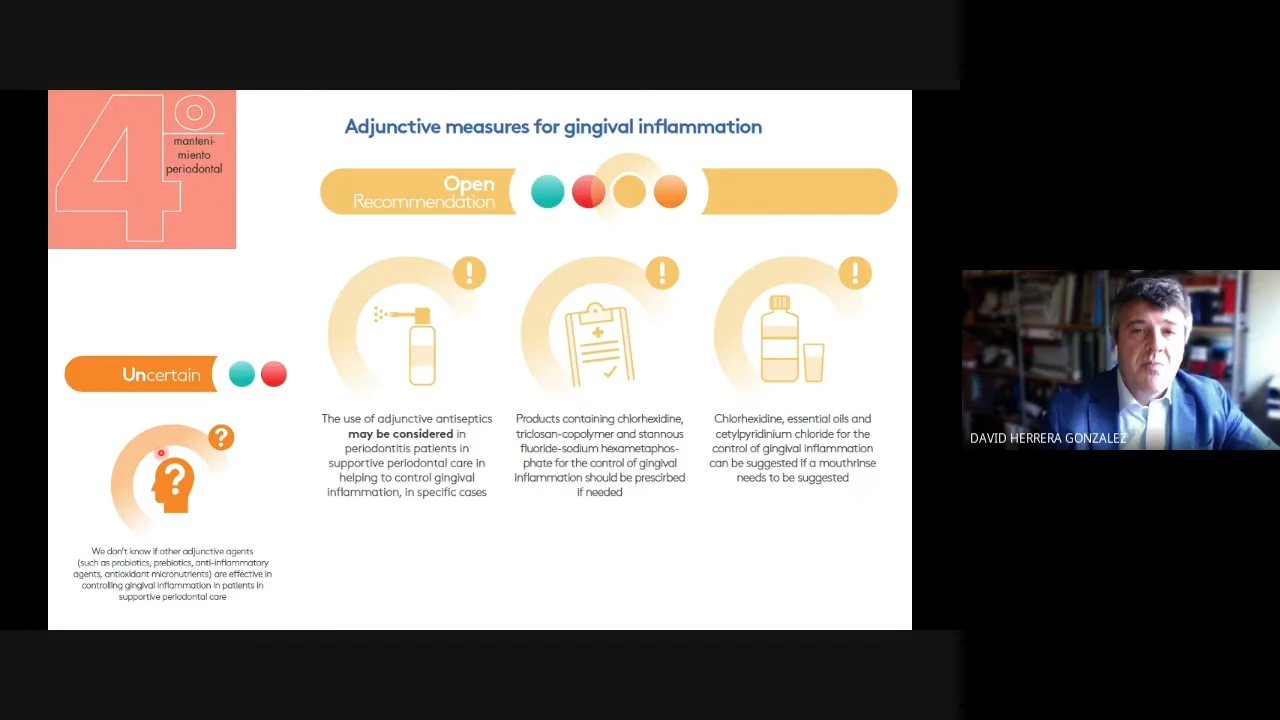 4º
manteni-
miento
periodontal
Adjunctive measures for gingival inflammation
Open
Recommendation
!
!
!
The use of adjunctive antiseptics
may be considered in
periodontitis patients in
supportive periodontal care in
helping to control gingival
inflammation, in specific cases
Products containing chlorhexidine,
triclosan-copolymer and stannous
fluoride-sodium hexametaphos-
phate for the control of gingival
inflammation should be prescirbed
if needed
Chlorhexidine, essential oils and
cetylpyridinium chloride for the
control of gingival inflammation
can be suggested if a mouthrinse
needs to be suggested
Uncertain
?
?
We don't know if other adjunctive agents
(such as probiotics, prebiotics, anti-inflammatory
agents, antioxidant micronutrients) are effective in
controlling gingival inflammation in patients in
supportive periodontal care
DAVID HERRERA GONZALEZ